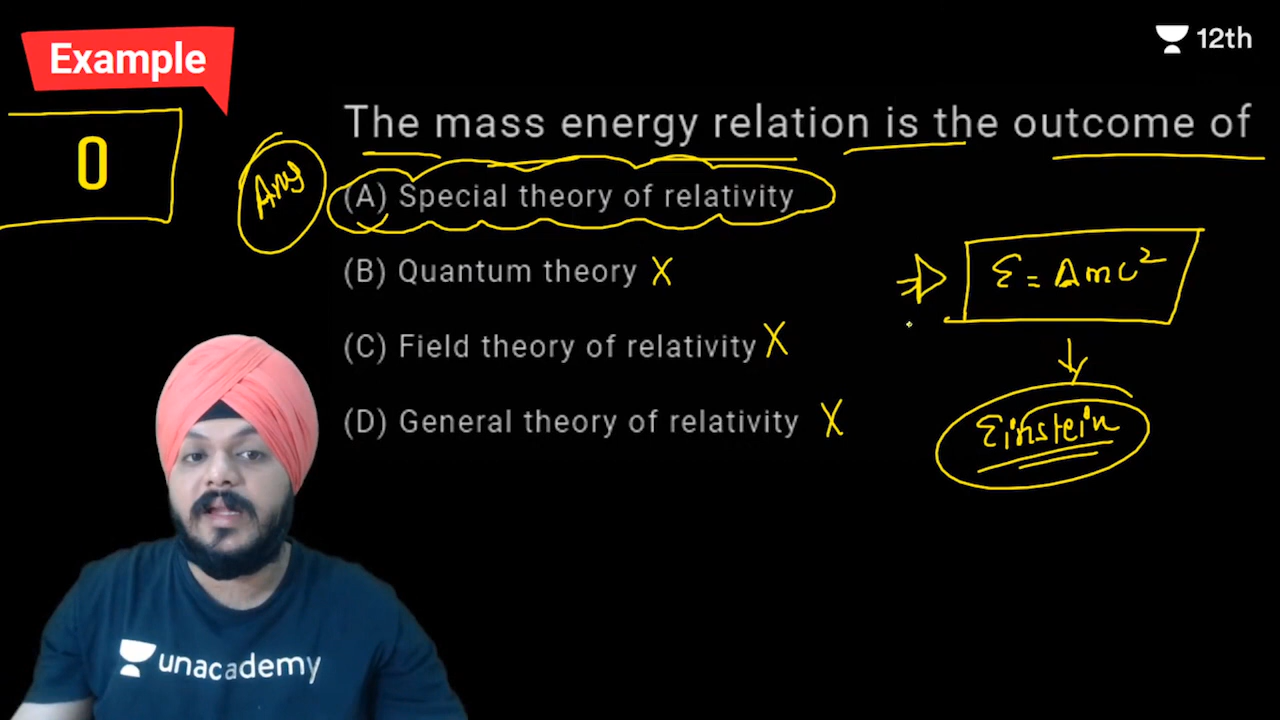 Example
12th
0
The mass energy relation is the outcome of
Ans
(A) Special theory of relativity
(B) Quantum theory X
E = Δmc²
(C) Field theory of relativity X
(D) General theory of relativity X
Einstein
unacademy